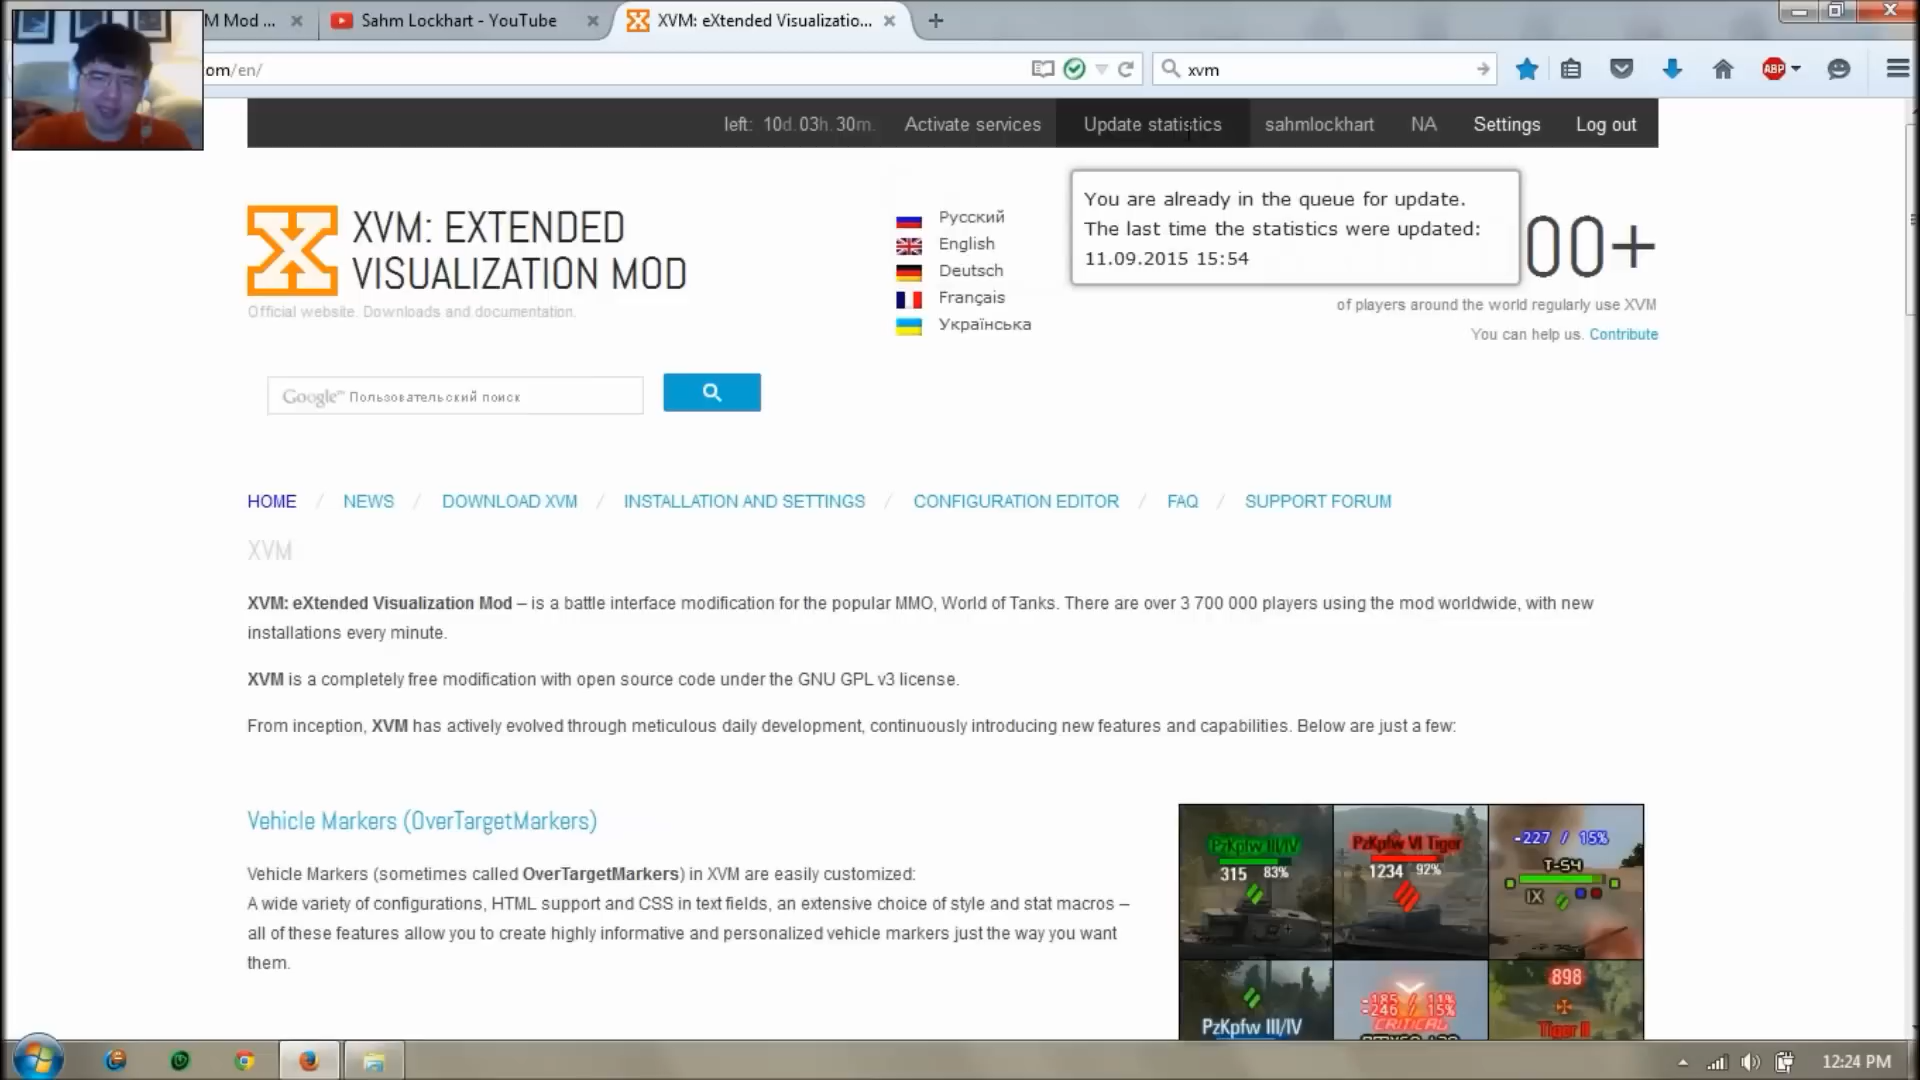 M Mod ...
Sahm Lockhart - YouTube
XVM: eXtended Visualizatio...
om/en/
xvm
ABP
left: 10d. 03h. 30m.
Activate services
Update statistics
sahmlockhart
NA
Settings
Log out
You are already in the queue for update.
The last time the statistics were updated:
11.09.2015 15:54
XVM: EXTENDED
VISUALIZATION MOD
Official website. Downloads and documentation.
Русский
English
Deutsch
Français
Українська
00+
of players around the world regularly use XVM
You can help us. Contribute
Google™ Пользовательский поиск
HOME / NEWS / DOWNLOAD XVM / INSTALLATION AND SETTINGS / CONFIGURATION EDITOR / FAQ / SUPPORT FORUM
XVM
XVM: eXtended Visualization Mod – is a battle interface modification for the popular MMO, World of Tanks. There are over 3 700 000 players using the mod worldwide, with new
installations every minute.
XVM is a completely free modification with open source code under the GNU GPL v3 license.
From inception, XVM has actively evolved through meticulous daily development, continuously introducing new features and capabilities. Below are just a few:
Vehicle Markers (OverTargetMarkers)
Vehicle Markers (sometimes called OverTargetMarkers) in XVM are easily customized:
A wide variety of configurations, HTML support and CSS in text fields, an extensive choice of style and stat macros –
all of these features allow you to create highly informative and personalized vehicle markers just the way you want
them.
PzKpfw III/IV
315 83%
PzKpfw VI Tiger
1234 92%
-227 / 15%
T-54
IX
PzKpfw III/IV
-185 / 11%
-246 / 15%
CRITICAL
898
Tiger II
12:24 PM